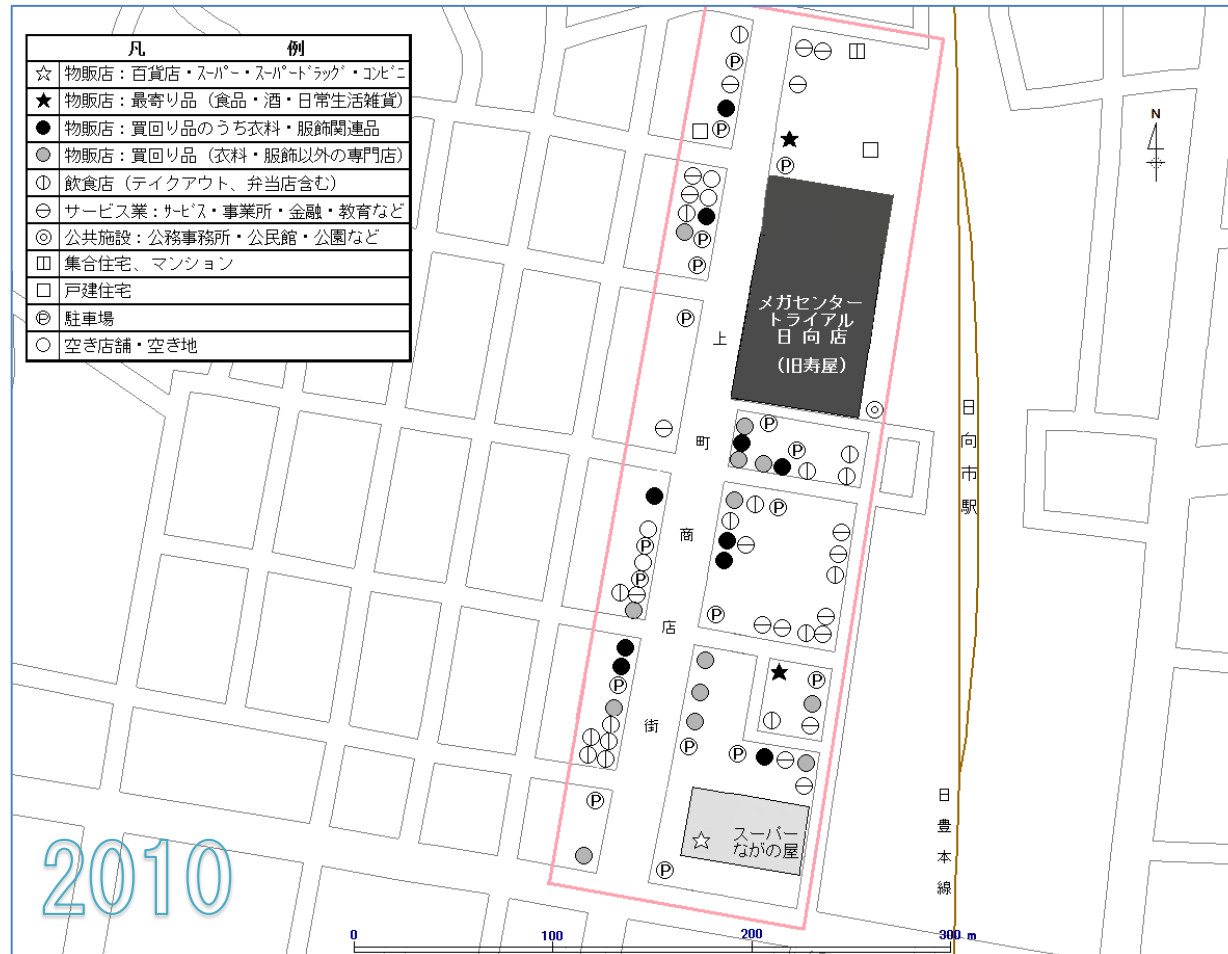 凡 例
☆ 物販店：百貨店・スーパー・スーパードラッグ・コンビニ
★ 物販店：最寄り品（食品・酒・日常生活雑貨）
● 物販店：買回り品のうち衣料・服飾関連品
物販店：買回り品（衣料・服飾以外の専門店）
飲食店（テイクアウト、弁当店含む）
サービス業：サービス・事業所・金融・教育など
◎ 公共施設：公務事務所・公民館・公園など
集合住宅、マンション
□ 戸建住宅
Ⓟ 駐車場
○ 空き店舗・空き地
N
メガセンター
トライアル
日向店
（旧寿屋）
上町商店街
日向市駅
日豊本線
スーパー
ながの屋
2010
0 100 200 300 m